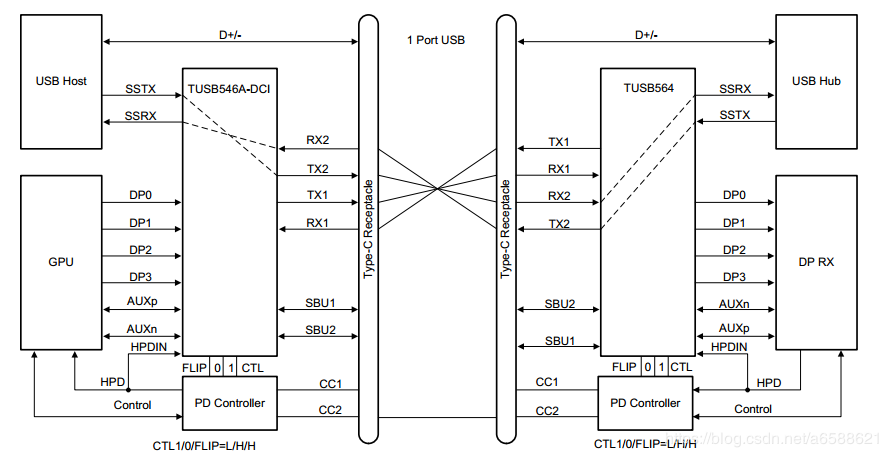 D+/-
1 Port USB
D+/-
USB Host
TUSB546A-DCI
TUSB564
USB Hub
SSTX
SSRX
SSRX
SSTX
RX2
TX1
TX2
RX1
TX1
RX2
RX1
TX2
Type-C Receptacle
Type-C Receptacle
GPU
DP0
DP1
DP2
DP3
AUXp
AUXn
HPDIN
DP0
DP1
DP2
DP3
AUXn
AUXp
HPDIN
DP RX
SBU1
SBU2
SBU2
SBU1
FLIP 0 1 CTL
FLIP 0 1 CTL
HPD
PD Controller
CC1
CC2
CC1
CC2
PD Controller
HPD
Control
Control
CTL1/0/FLIP=L/H/H
CTL1/0/FLIP=L/H/H
blog.csdn.net/a6588621